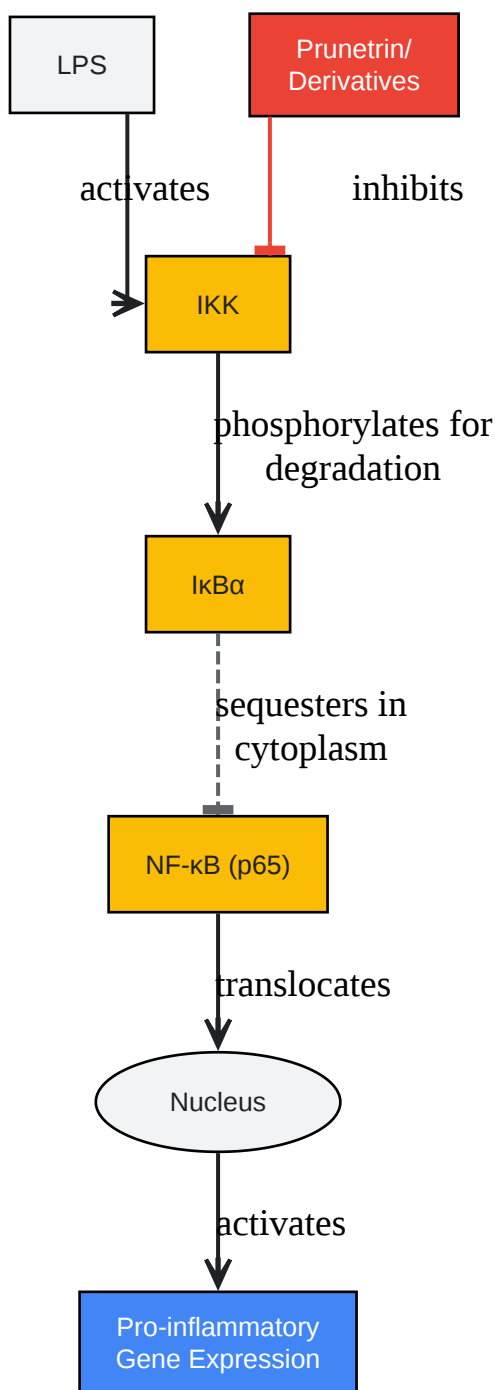 LPS
Prunetrin/
Derivatives
activates
inhibits
IKK
phosphorylates for
degradation
IκBα
sequesters in
cytoplasm
NF-κB (p65)
translocates
Nucleus
activates
Pro-inflammatory
Gene Expression